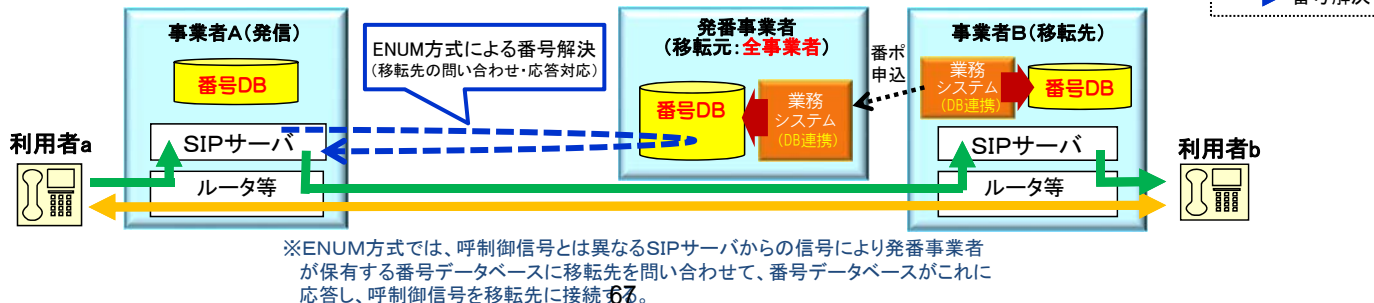 番号解決
事業者A(発信)
番号DB
SIPサーバ
ルータ等
利用者a
ENUM方式による番号解決
(移転先の問い合わせ・応答対応)
発番事業者
(移転元:全事業者)
番号DB
業務
システム
(DB連携)
番ポ
申込
事業者B(移転先)
業務
システム
(DB連携)
番号DB
SIPサーバ
ルータ等
利用者b
※ENUM方式では、呼制御信号とは異なるSIPサーバからの信号により発番事業者
が保有する番号データベースに移転先を問い合わせて、番号データベースがこれに
応答し、呼制御信号を移転先に接続する。
67